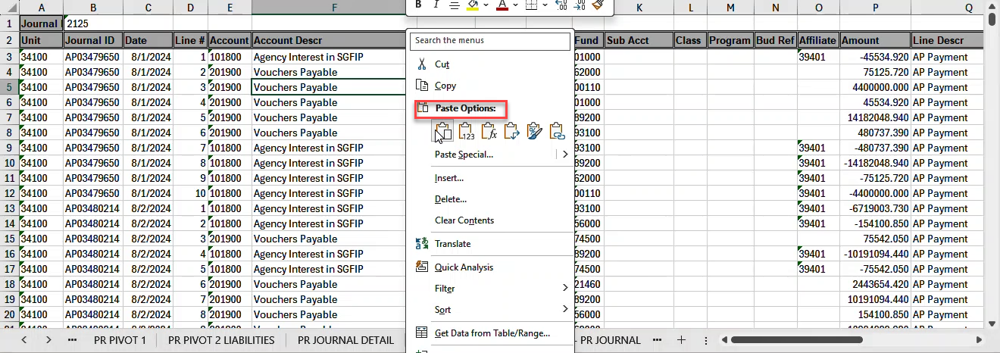 B I A
A B C D E F K L M N O P Q
1 Journal 2125
Search the menus
2 Unit Journal ID Date Line # Account Account Descr Fund Sub Acct Class Program Bud Ref Affiliate Amount Line Descr
3 34100 AP03479650 8/1/2024 1 101800 Agency Interest in SGFIP 01000 39401 -45534.920 AP Payment
Cut
4 34100 AP03479650 8/1/2024 2 201900 Vouchers Payable 62000 75125.720 AP Payment
Copy
5 34100 AP03479650 8/1/2024 3 201900 Vouchers Payable 00110 4400000.000 AP Payment
6 34100 AP03479650 8/1/2024 4 201900 Vouchers Payable 01000 45534.920 AP Payment
Paste Options:
7 34100 AP03479650 8/1/2024 5 201900 Vouchers Payable 89200 14182048.940 AP Payment
123 fx
8 34100 AP03479650 8/1/2024 6 201900 Vouchers Payable 93100 480737.390 AP Payment
9 34100 AP03479650 8/1/2024 7 101800 Agency Interest in SGFIP 93100 39401 -480737.390 AP Payment
Paste Special...
10 34100 AP03479650 8/1/2024 8 101800 Agency Interest in SGFIP 89200 39401 -14182048.940 AP Payment
11 34100 AP03479650 8/1/2024 9 101800 Agency Interest in SGFIP 62000 39401 -75125.720 AP Payment
Insert...
12 34100 AP03479650 8/1/2024 10 101800 Agency Interest in SGFIP 00110 39401 -4400000.000 AP Payment
Delete...
13 34100 AP03480214 8/2/2024 1 101800 Agency Interest in SGFIP 93100 39401 -6719003.730 AP Payment
Clear Contents
14 34100 AP03480214 8/2/2024 2 101800 Agency Interest in SGFIP 56000 39401 -154100.850 AP Payment
15 34100 AP03480214 8/2/2024 3 201900 Vouchers Payable 74500 75542.050 AP Payment
Translate
16 34100 AP03480214 8/2/2024 4 101800 Agency Interest in SGFIP 89200 39401 -10191094.440 AP Payment
17 34100 AP03480214 8/2/2024 5 101800 Agency Interest in SGFIP 74500 39401 -75542.050 AP Payment
Quick Analysis
18 34100 AP03480214 8/2/2024 6 201900 Vouchers Payable 21460 2443654.420 AP Payment
Filter
19 34100 AP03480214 8/2/2024 7 201900 Vouchers Payable 89200 10191094.440 AP Payment
Sort
20 34100 AP03480214 8/2/2024 8 201900 Vouchers Payable 56000 154100.850 AP Payment
Get Data from Table/Range...
PR PIVOT 1 PR PIVOT 2 LIABILITIES PR JOURNAL DETAIL - PR JOURNAL